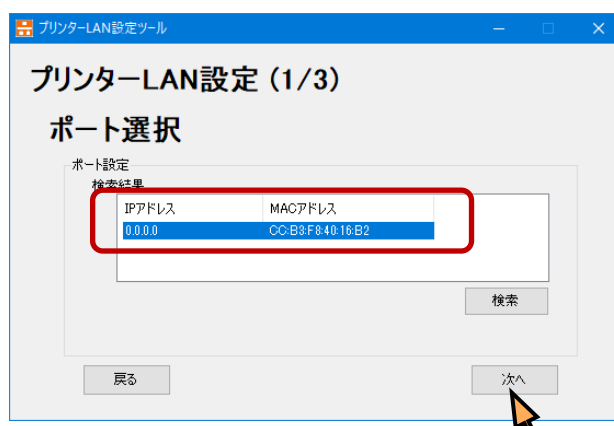 プリンターLAN設定ツール
プリンターLAN設定 (1/3)
ポート選択
ポート設定
検索結果
IPアドレス MACアドレス
0.0.0.0 CC:B3:F8:40:16:B2
検索
戻る 次へ